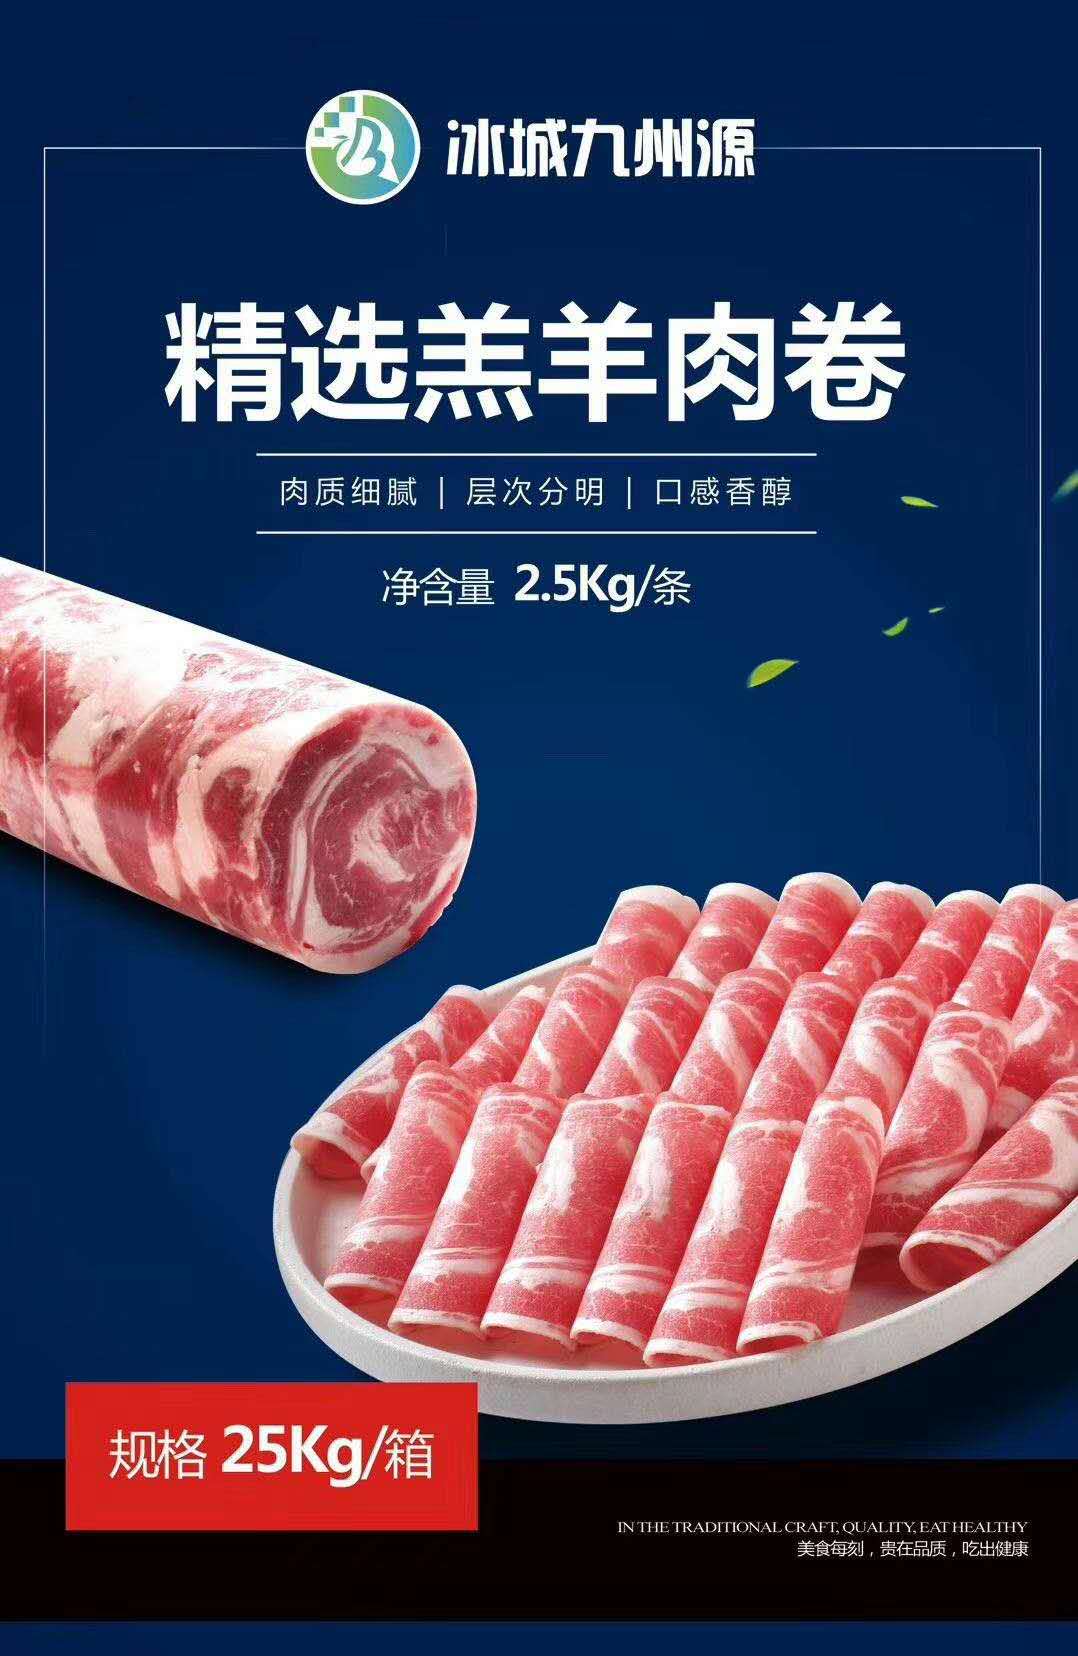 冰城九州源
精选羔羊肉卷
肉质细腻 | 层次分明 | 口感香醇
净含量 2.5Kg/条
规格 25Kg/箱
IN THE TRADITIONAL CRAFT, QUALITY, EAT HEALTHY
美食每刻，贵在品质，吃出健康